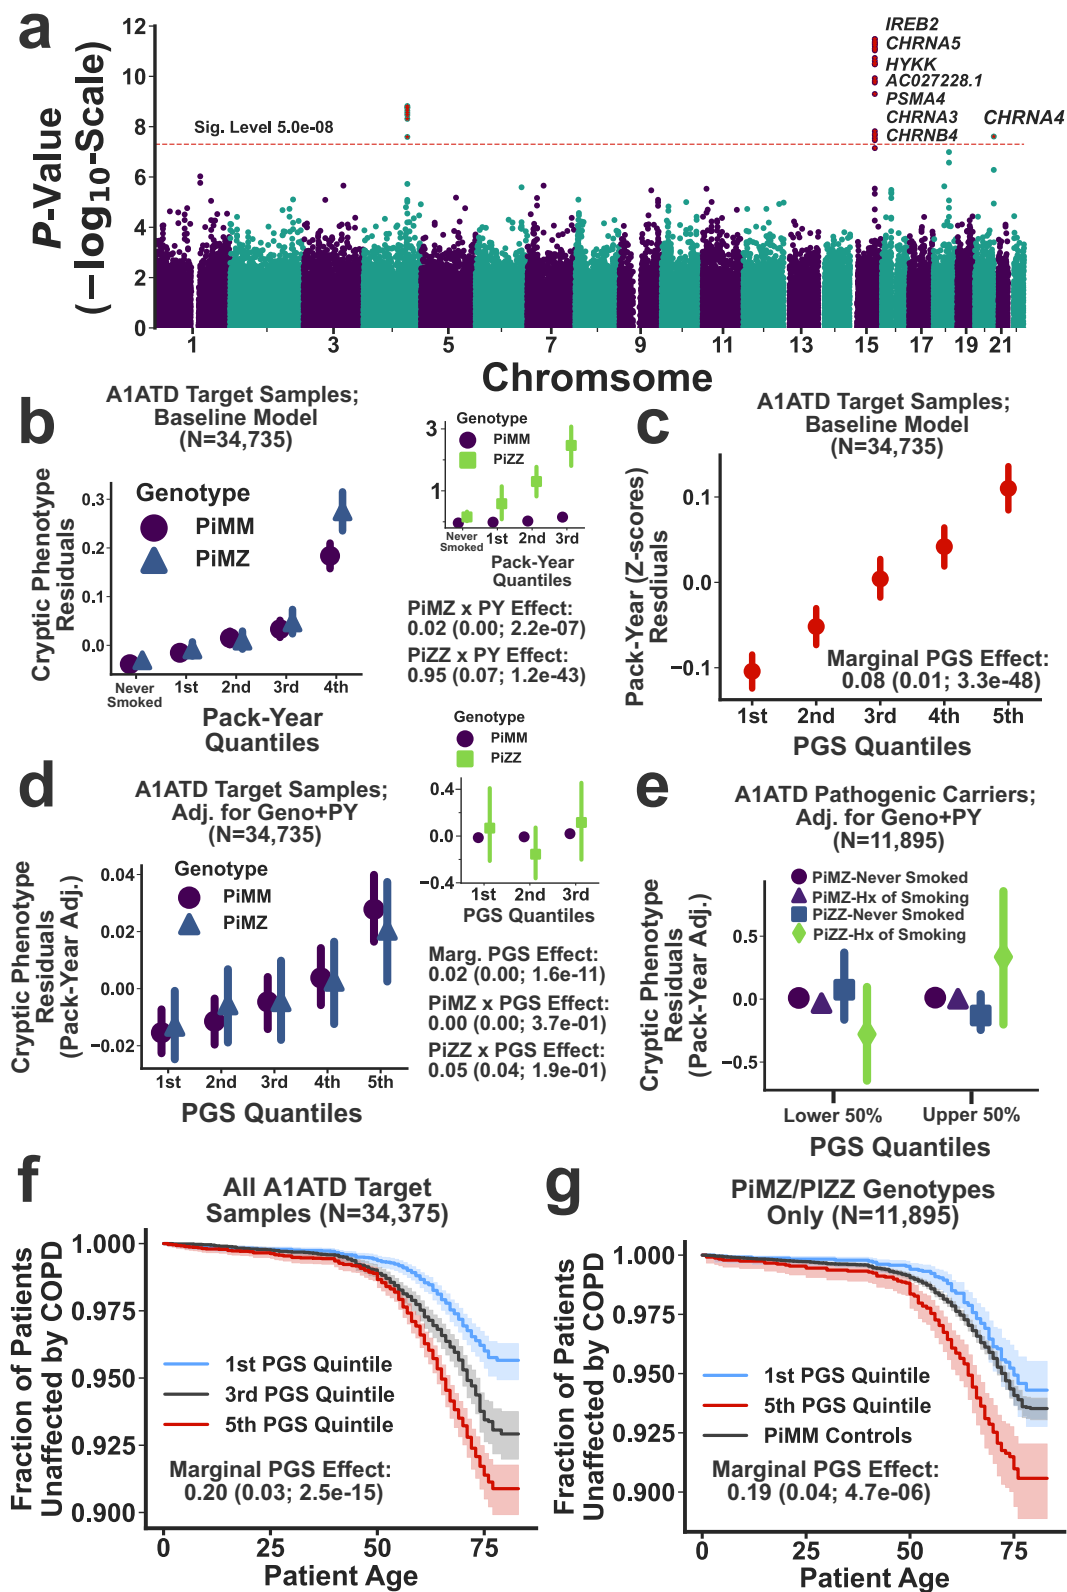 a
12
10
8
6
4
2
0
P-Value
(−log10-Scale)
Sig. Level 5.0e-08
IREB2
CHRNA5
HYKK
AC027228.1
PSMA4
CHRNA3
CHRNB4
CHRNA4
1 3 5 7 9 11 13 15 17 19 21
Chromsome
b
A1ATD Target Samples;
Baseline Model
(N=34,735)
Cryptic Phenotype
Residuals
0.3
0.2
0.1
0.0
Genotype
PiMM
PiMZ
Never
Smoked
1st 2nd 3rd 4th
Pack-Year
Quantiles
Genotype
PiMM
PiZZ
3
1
Never
Smoked
1st 2nd 3rd
Pack-Year
Quantiles
PiMZ x PY Effect:
0.02 (0.00; 2.2e-07)
PiZZ x PY Effect:
0.95 (0.07; 1.2e-43)
c
A1ATD Target Samples;
Baseline Model
(N=34,735)
Pack-Year (Z-scores)
Resdiuals
0.1
0.0
−0.1
Marginal PGS Effect:
0.08 (0.01; 3.3e-48)
1st 2nd 3rd 4th 5th
PGS Quantiles
d
A1ATD Target Samples;
Adj. for Geno+PY
(N=34,735)
Cryptic Phenotype
Residuals
(Pack-Year Adj.)
0.04
0.02
0.00
−0.02
Genotype
PiMM
PiMZ
1st 2nd 3rd 4th 5th
PGS Quantiles
Genotype
PiMM
PiZZ
0.4
0.0
−0.4
1st 2nd 3rd
PGS Quantiles
Marg. PGS Effect:
0.02 (0.00; 1.6e-11)
PiMZ x PGS Effect:
0.00 (0.00; 3.7e-01)
PiZZ x PGS Effect:
0.05 (0.04; 1.9e-01)
e
A1ATD Pathogenic Carriers;
Adj. for Geno+PY
(N=11,895)
Cryptic Phenotype
Residuals
(Pack-Year Adj.)
PiMZ-Never Smoked
PiMZ-Hx of Smoking
PiZZ-Never Smoked
PiZZ-Hx of Smoking
0.5
0.0
−0.5
Lower 50% Upper 50%
PGS Quantiles
f
All A1ATD Target
Samples (N=34,375)
Fraction of Patients
Unaffected by COPD
1.000
0.975
0.950
0.925
0.900
1st PGS Quintile
3rd PGS Quintile
5th PGS Quintile
Marginal PGS Effect:
0.20 (0.03; 2.5e-15)
0 25 50 75
Patient Age
g
PiMZ/PIZZ Genotypes
Only (N=11,895)
Fraction of Patients
Unaffected by COPD
1.000
0.975
0.950
0.925
0.900
1st PGS Quintile
5th PGS Quintile
PiMM Controls
Marginal PGS Effect:
0.19 (0.04; 4.7e-06)
0 25 50 75
Patient Age